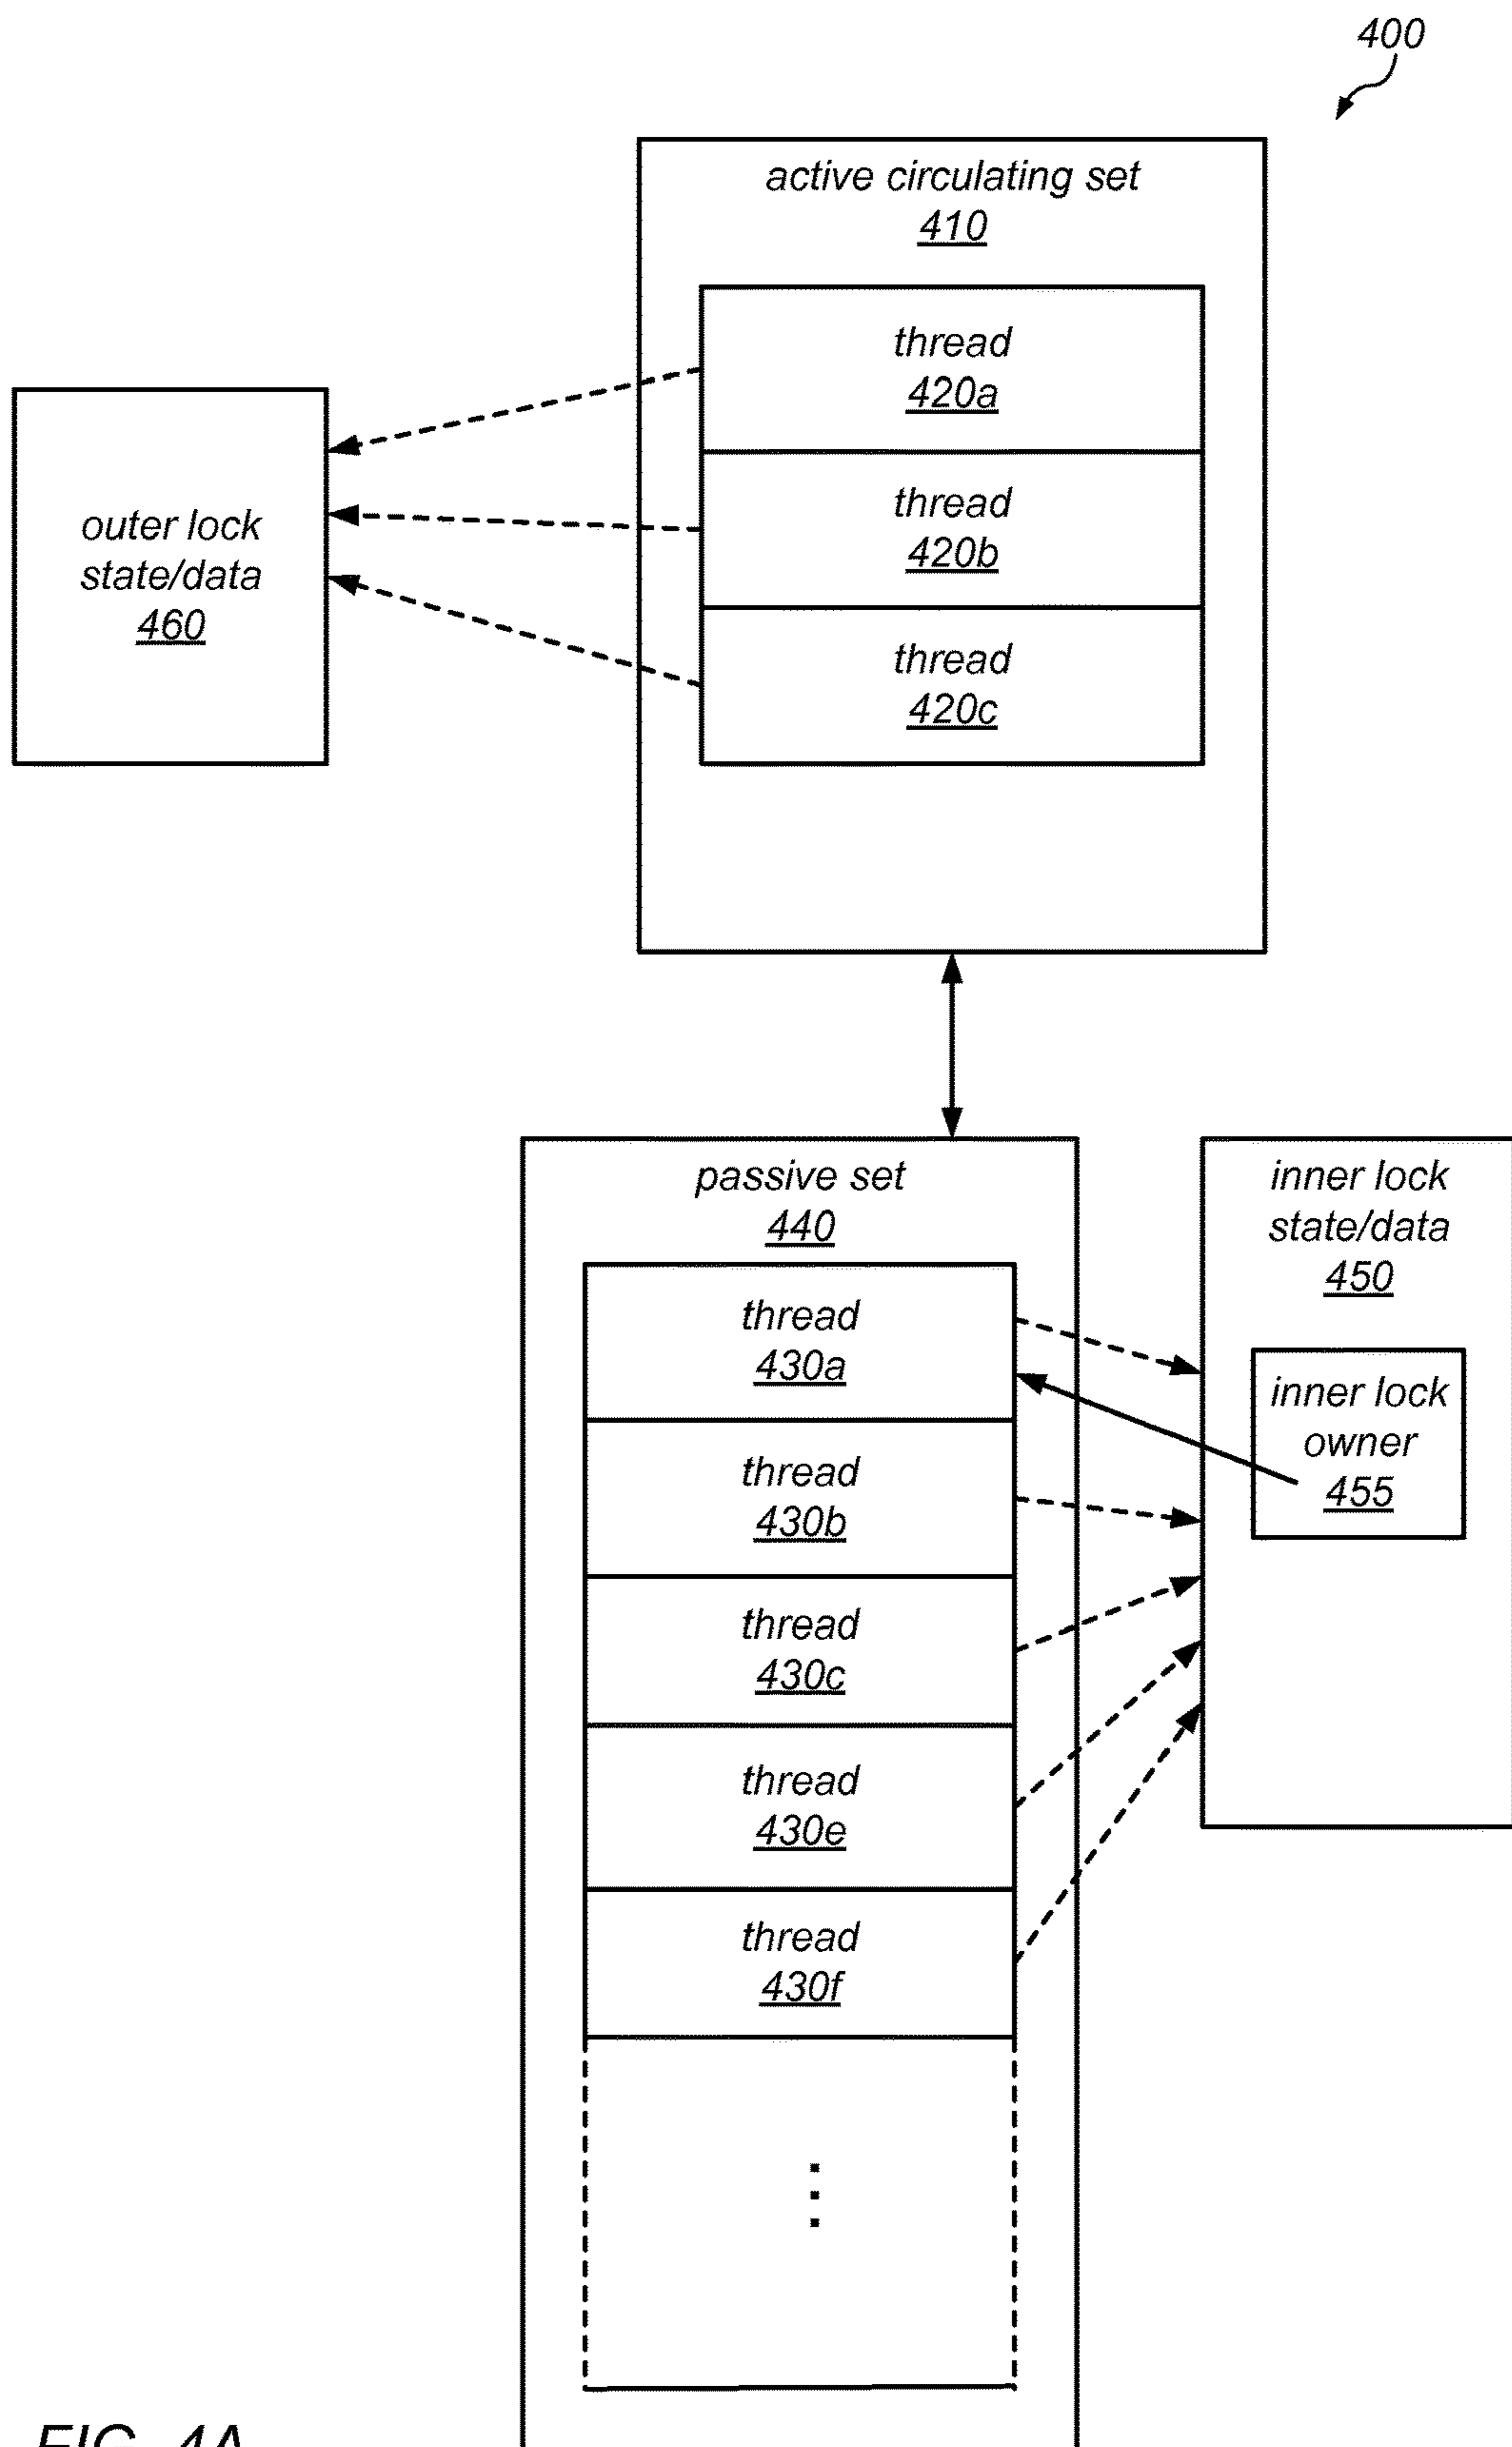 400
active circulating set
410
thread
420a
thread
420b
thread
420c
outer lock
state/data
460
passive set
440
thread
430a
thread
430b
thread
430c
thread
430e
thread
430f
inner lock
state/data
450
inner lock
owner
455
FIG. 4A